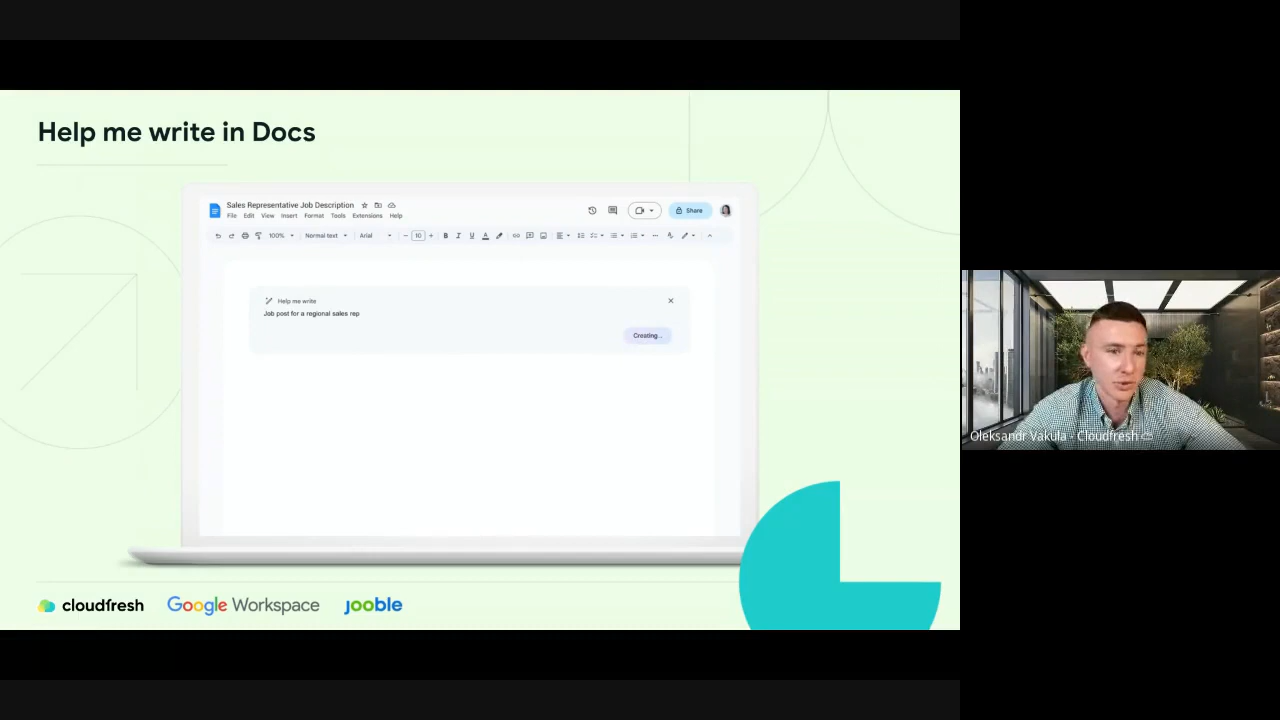 Help me write in Docs
Sales Representative Job Description
File Edit View Insert Format Tools Extensions Help
Share
100% Normal text Arial 10 B I U A
Help me write
Job post for a regional sales rep
Creating...
Oleksandr Vakula - Cloudfresh
cloudfresh Google Workspace jooble